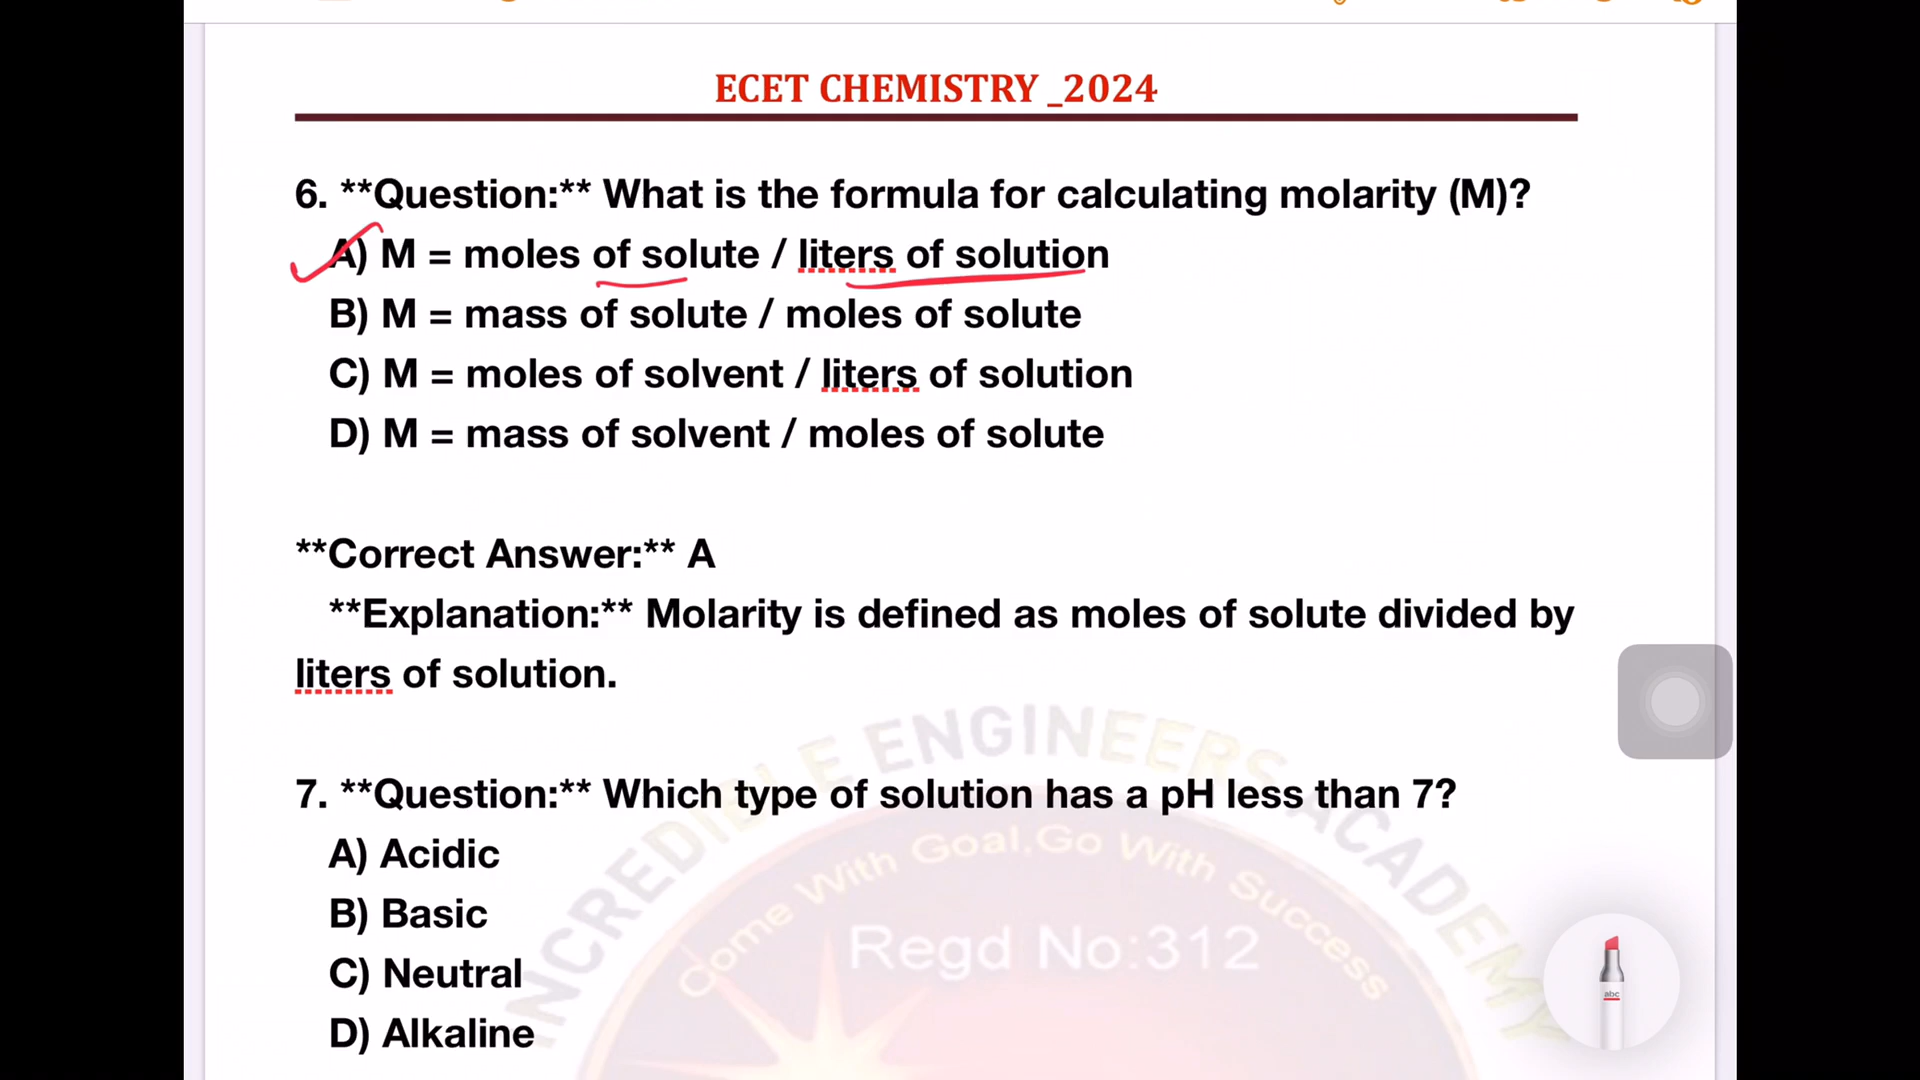 ECET CHEMISTRY _2024
6. **Question:** What is the formula for calculating molarity (M)?
A) M = moles of solute / liters of solution
B) M = mass of solute / moles of solute
C) M = moles of solvent / liters of solution
D) M = mass of solvent / moles of solute
**Correct Answer:** A
**Explanation:** Molarity is defined as moles of solute divided by
liters of solution.
INCREDIBLE ENGINEERS ACADEMY
7. **Question:** Which type of solution has a pH less than 7?
Come With Goal.Go With Success
A) Acidic
B) Basic
Regd No:312
C) Neutral
D) Alkaline
abc